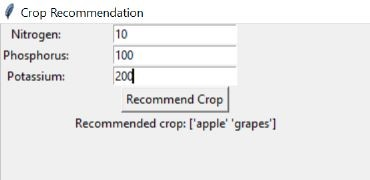 Crop Recommendation
Nitrogen: 10
Phosphorus: 100
Potassium: 200
Recommend Crop
Recommended crop: ['apple' 'grapes']